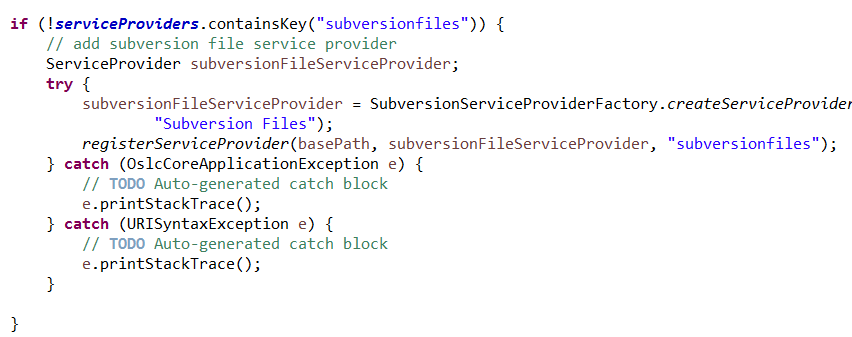 if (!serviceProviders.containsKey("subversionfiles")) {
    // add subversion file service provider
    ServiceProvider subversionFileServiceProvider;
    try {
        subversionFileServiceProvider = SubversionServiceProviderFactory.createServiceProvider
                "Subversion Files");
        registerServiceProvider(basePath, subversionFileServiceProvider, "subversionfiles");
    } catch (OslcCoreApplicationException e) {
        // TODO Auto-generated catch block
        e.printStackTrace();
    } catch (URISyntaxException e) {
        // TODO Auto-generated catch block
        e.printStackTrace();
    }
}